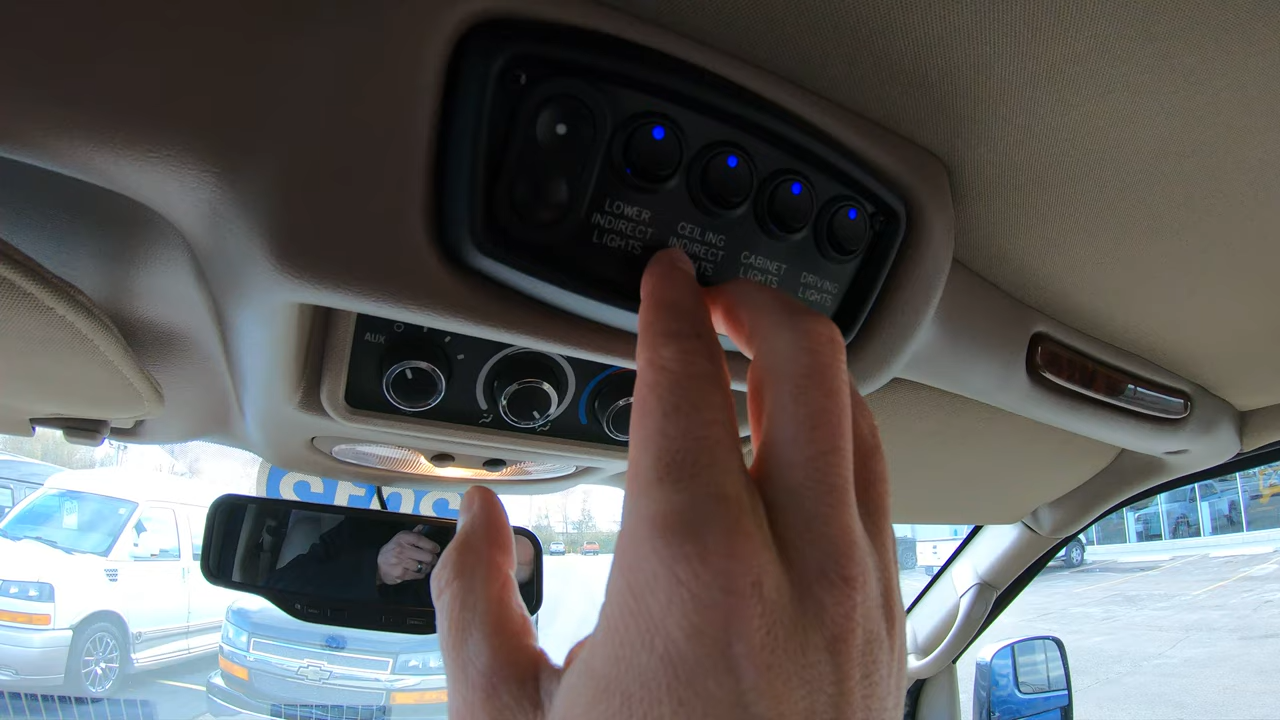 LOWER
INDIRECT
LIGHTS
CEILING
INDIRECT
CABINET
LIGHTS
DRIVING
LIGHTS
AUX